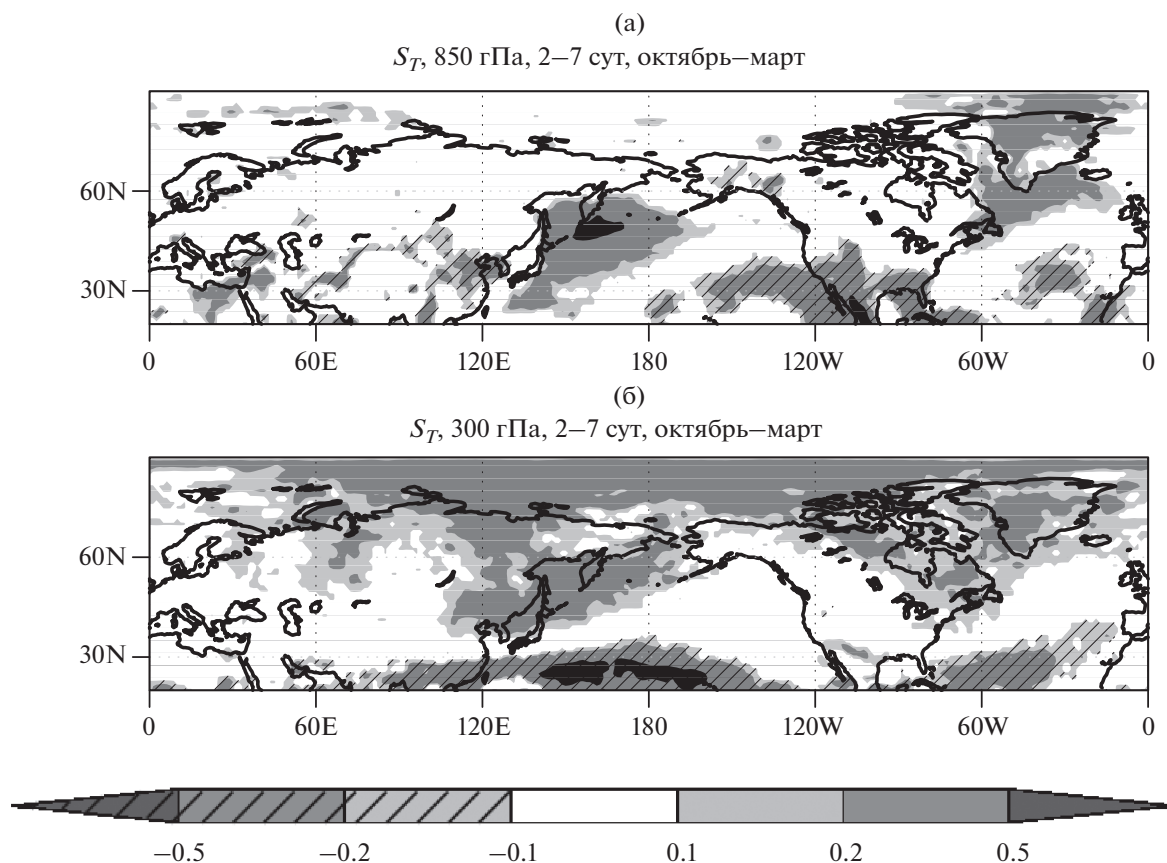 (а)
S_T, 850 гПа, 2–7 сут, октябрь–март
60N
30N
0 60E 120E 180 120W 60W 0
(б)
S_T, 300 гПа, 2–7 сут, октябрь–март
60N
30N
0 60E 120E 180 120W 60W 0
–0.5 –0.2 –0.1 0.1 0.2 0.5